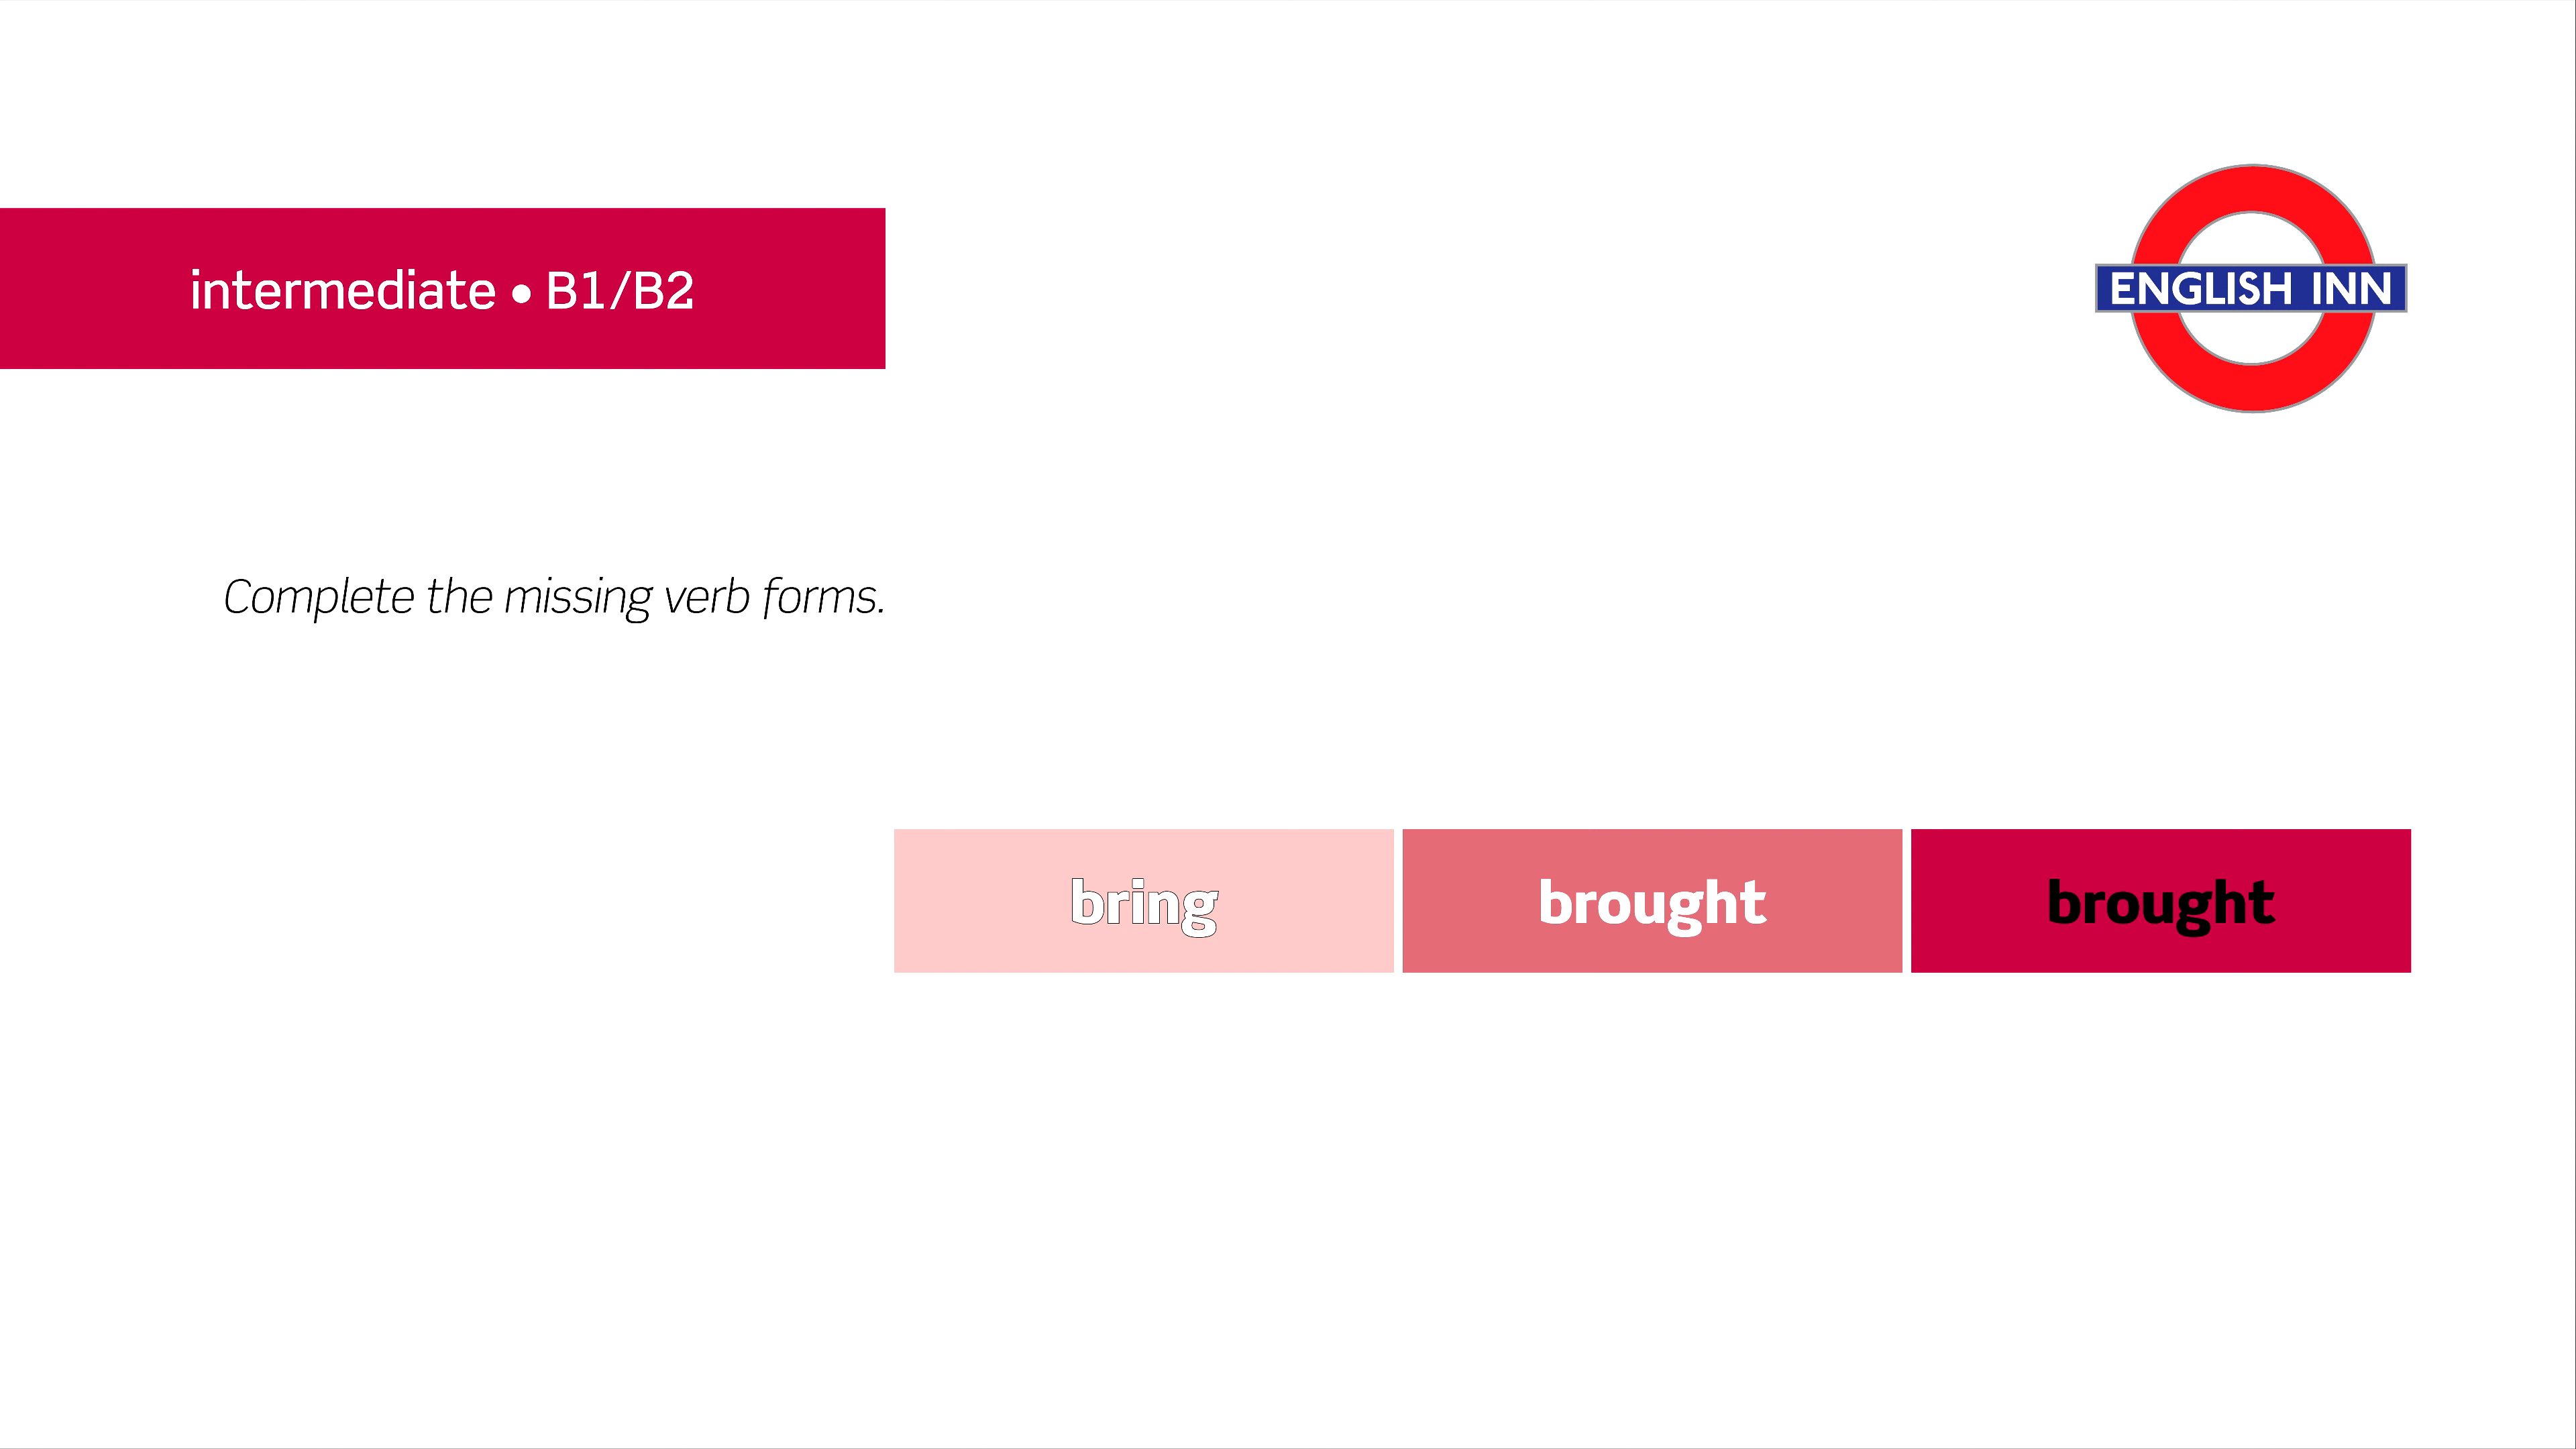 intermediate • B1/B2
ENGLISH INN
Complete the missing verb forms.
bring brought brought